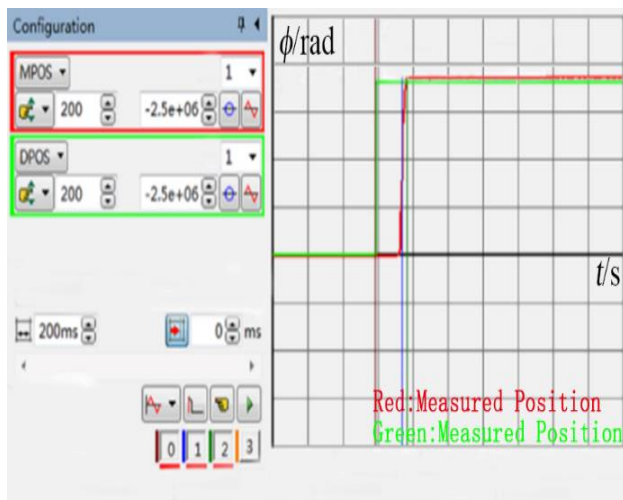 Configuration
MPOS 1
200 -2.5e+06
DPOS 1
200 -2.5e+06
200ms 0 ms
0 1 2 3
ϕ/rad
t/s
Red:Measured Position
Green:Measured Position